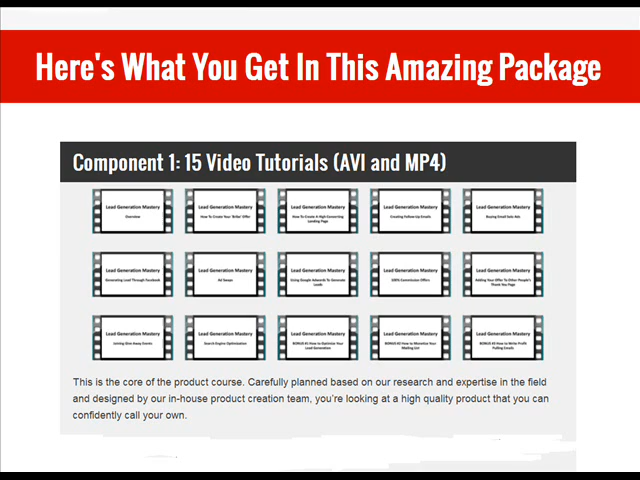 Here's What You Get In This Amazing Package
Component 1: 15 Video Tutorials (AVI and MP4)
Lead Generation Mastery
Overview
Lead Generation Mastery
How To Create Your 'Bribe' Offer
Lead Generation Mastery
How To Create A High Converting
Landing Page
Lead Generation Mastery
Creating Follow-Up Emails
Lead Generation Mastery
Buying Email Solo Ads
Lead Generation Mastery
Generating Lead Through Facebook
Lead Generation Mastery
Ad Swaps
Lead Generation Mastery
Using Google Adwords To Generate
Leads
Lead Generation Mastery
100% Commission Offers
Lead Generation Mastery
Adding Your Offer To Other People's
Thank You Page
Lead Generation Mastery
Joining Give Away Events
Lead Generation Mastery
Search Engine Optimization
Lead Generation Mastery
BONUS #1 How to Optimize Your
Lead Generation
Lead Generation Mastery
BONUS #2 How to Monetize Your
Mailing List
Lead Generation Mastery
BONUS #3 How to Write Profit
Pulling Emails
This is the core of the product course. Carefully planned based on our research and expertise in the field
and designed by our in-house product creation team, you're looking at a high quality product that you can
confidently call your own.